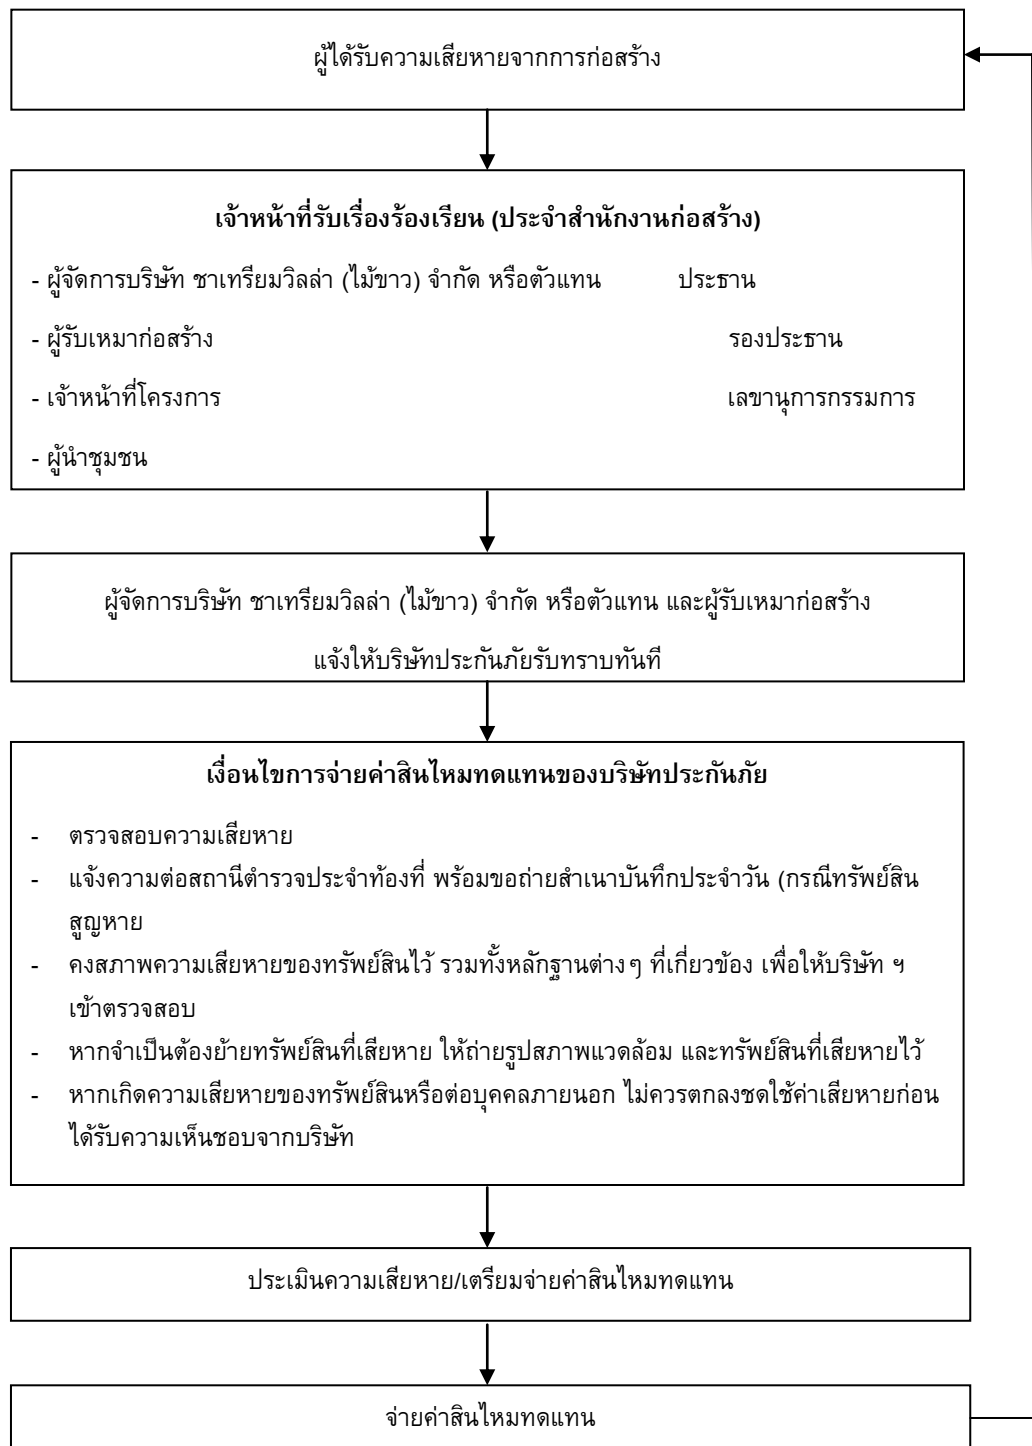 ผู้ได้รับความเสียหายจากการก่อสร้าง
เจ้าหน้าที่รับเรื่องร้องเรียน (ประจำสำนักงานก่อสร้าง)
- ผู้จัดการบริษัท ชาเทรียมวิลล่า (ไม้ขาว) จำกัด หรือตัวแทน ประธาน
- ผู้รับเหมาก่อสร้าง รองประธาน
- เจ้าหน้าที่โครงการ เลขานุการกรรมการ
- ผู้นำชุมชน
ผู้จัดการบริษัท ชาเทรียมวิลล่า (ไม้ขาว) จำกัด หรือตัวแทน และผู้รับเหมาก่อสร้าง
แจ้งให้บริษัทประกันภัยรับทราบทันที
เงื่อนไขการจ่ายค่าสินไหมทดแทนของบริษัทประกันภัย
- ตรวจสอบความเสียหาย
- แจ้งความต่อสถานีตำรวจประจำท้องที่ พร้อมขอถ่ายสำเนาบันทึกประจำวัน (กรณีทรัพย์สิน
สูญหาย
- คงสภาพความเสียหายของทรัพย์สินไว้ รวมทั้งหลักฐานต่างๆ ที่เกี่ยวข้อง เพื่อให้บริษัท ฯ
เข้าตรวจสอบ
- หากจำเป็นต้องย้ายทรัพย์สินที่เสียหาย ให้ถ่ายรูปสภาพแวดล้อม และทรัพย์สินที่เสียหายไว้
- หากเกิดความเสียหายของทรัพย์สินหรือต่อบุคคลภายนอก ไม่ควรตกลงชดใช้ค่าเสียหายก่อน
ได้รับความเห็นชอบจากบริษัท
ประเมินความเสียหาย/เตรียมจ่ายค่าสินไหมทดแทน
จ่ายค่าสินไหมทดแทน